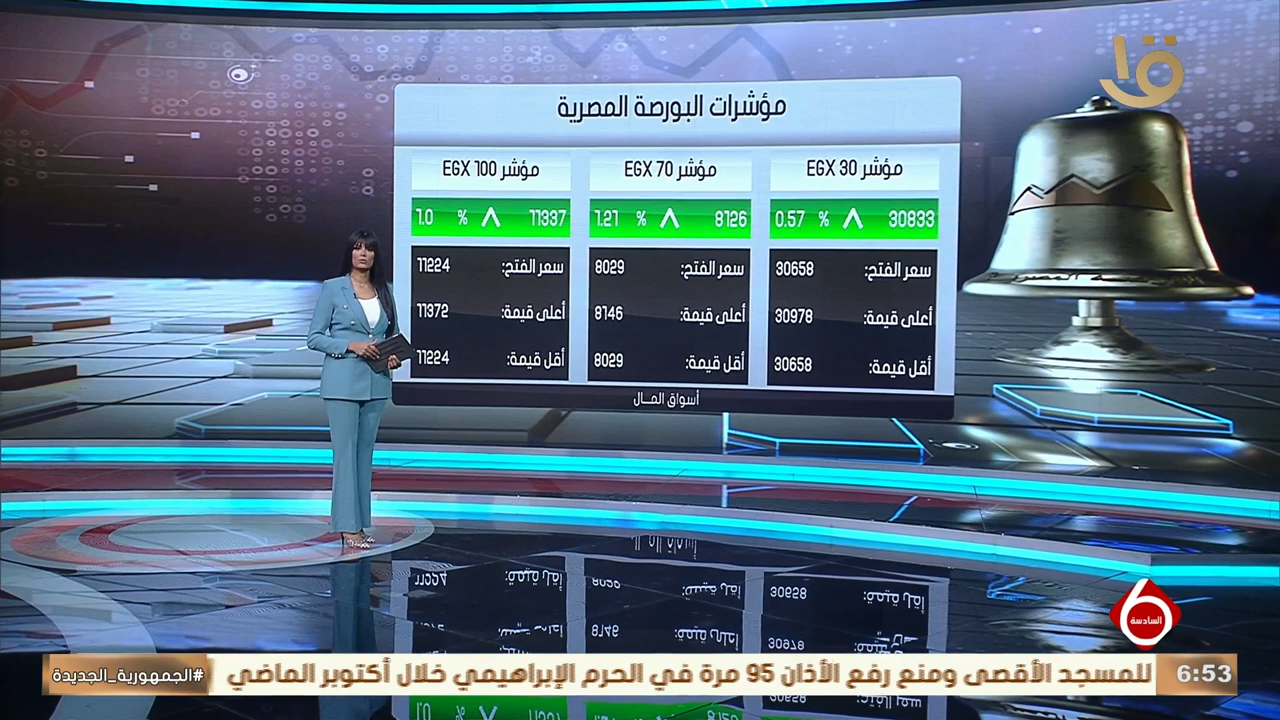 مؤشرات البورصة المصرية
مؤشر EGX 30
30833 % 0.57
سعر الفتح: 30658
أعلى قيمة: 30978
أقل قيمة: 30658
مؤشر EGX 70
8126 % 1.21
سعر الفتح: 8029
أعلى قيمة: 8146
أقل قيمة: 8029
مؤشر EGX 100
11337 % 1.0
سعر الفتح: 11224
أعلى قيمة: 11372
أقل قيمة: 11224
أسواق المـــال
6 السادسة
6:53
للمسجد الأقصى ومنع رفع الأذان 95 مرة في الحرم الإبراهيمي خلال أكتوبر الماضي
#الجمهورية_الجديدة